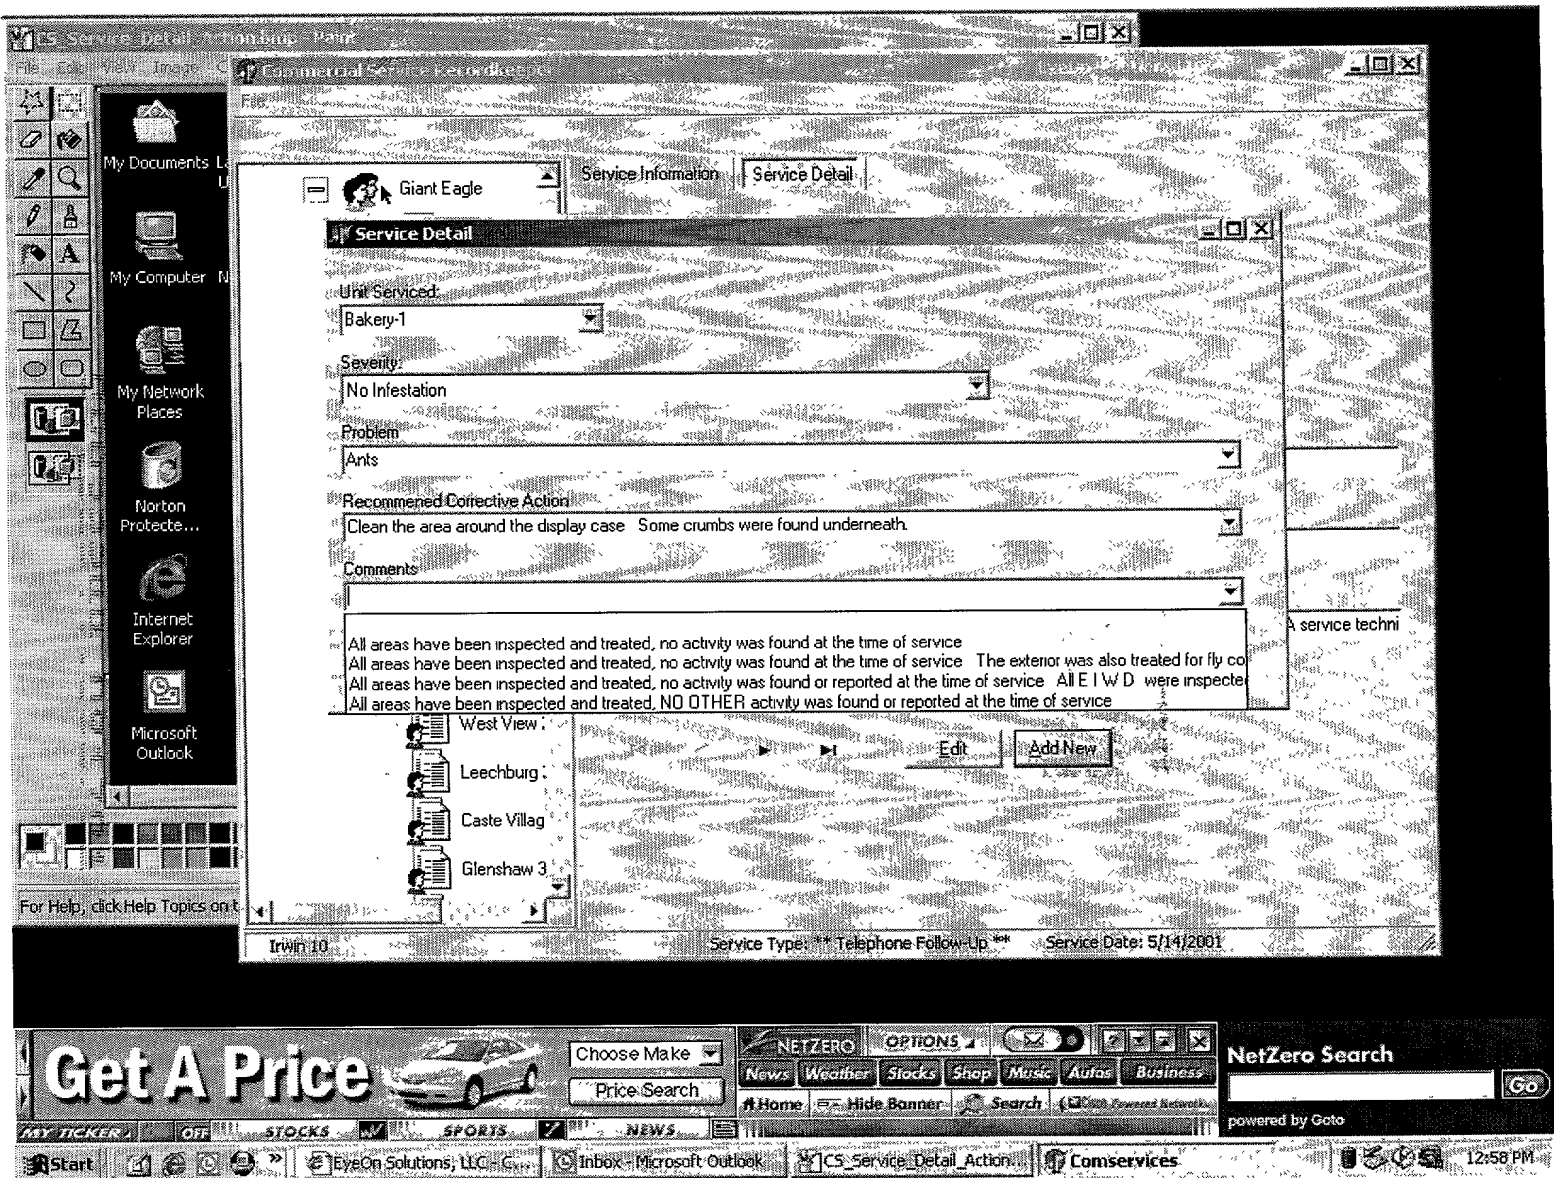 CS_Service_Detail_Action.bmp - Paint
File Edit View Image
Commercial Service Recordkeeper
File
My Documents
My Computer
My Network
Places
Norton
Protecte...
Internet
Explorer
Microsoft
Outlook
Giant Eagle
Service Information
Service Detail
Service Detail
Unit Serviced:
Bakery-1
Severity:
No Infestation
Problem
Ants
Recommened Corrective Action
Clean the area around the display case Some crumbs were found underneath.
Comments
All areas have been inspected and treated, no activity was found at the time of service
All areas have been inspected and treated, no activity was found at the time of service The exterior was also treated for fly co
All areas have been inspected and treated, no activity was found or reported at the time of service All E I W D were inspecte
All areas have been inspected and treated, NO OTHER activity was found or reported at the time of service
A service techni
West View
Leechburg
Caste Villag
Glenshaw 3
Edit
Add New
For Help, click Help Topics on t
Irwin 10
Service Type: ** Telephone Follow-Up **
Service Date: 5/14/2001
Get A Price
Choose Make
Price Search
NETZERO
OPTIONS
News Weather Stocks Shop Music Autos Business
Home Hide Banner Search
NetZero Search
Go
powered by Goto
MY TICKER OFF STOCKS SPORTS NEWS
Start
EyeOn Solutions, LLC - C...
Inbox - Microsoft Outlook
CS_Service_Detail_Action...
Comservices
12:58 PM